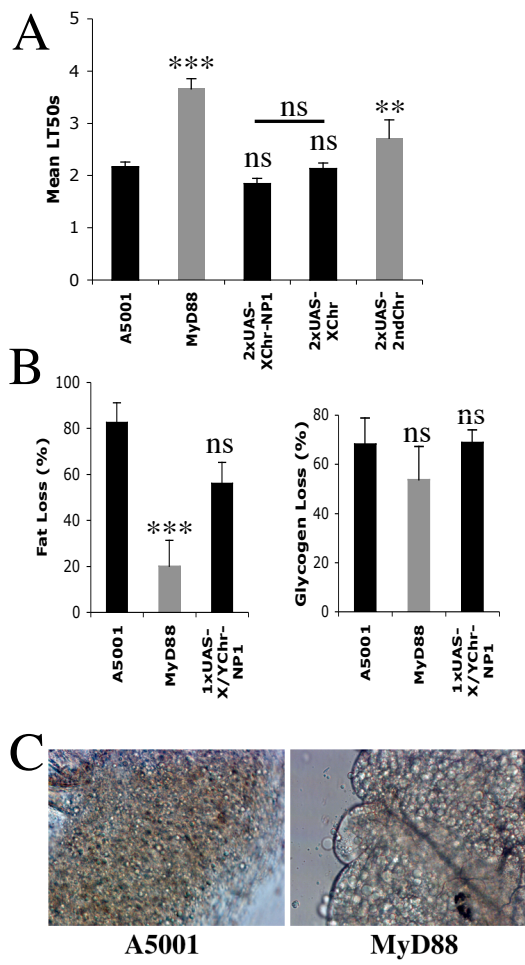 A
Mean LT50s
5
4
3
2
1
0
***
ns
ns
ns
**
A5001
MyD88
2xUAS-
XChr-NP1
2xUAS-
XChr
2xUAS-
2ndChr
B
Fat Loss (%)
100
80
60
40
20
0
***
ns
A5001
MyD88
1xUAS-
X/YChr-
NP1
Glycogen Loss (%)
80
60
40
20
0
ns
ns
A5001
MyD88
1xUAS-
X/YChr-
NP1
C
A5001
MyD88